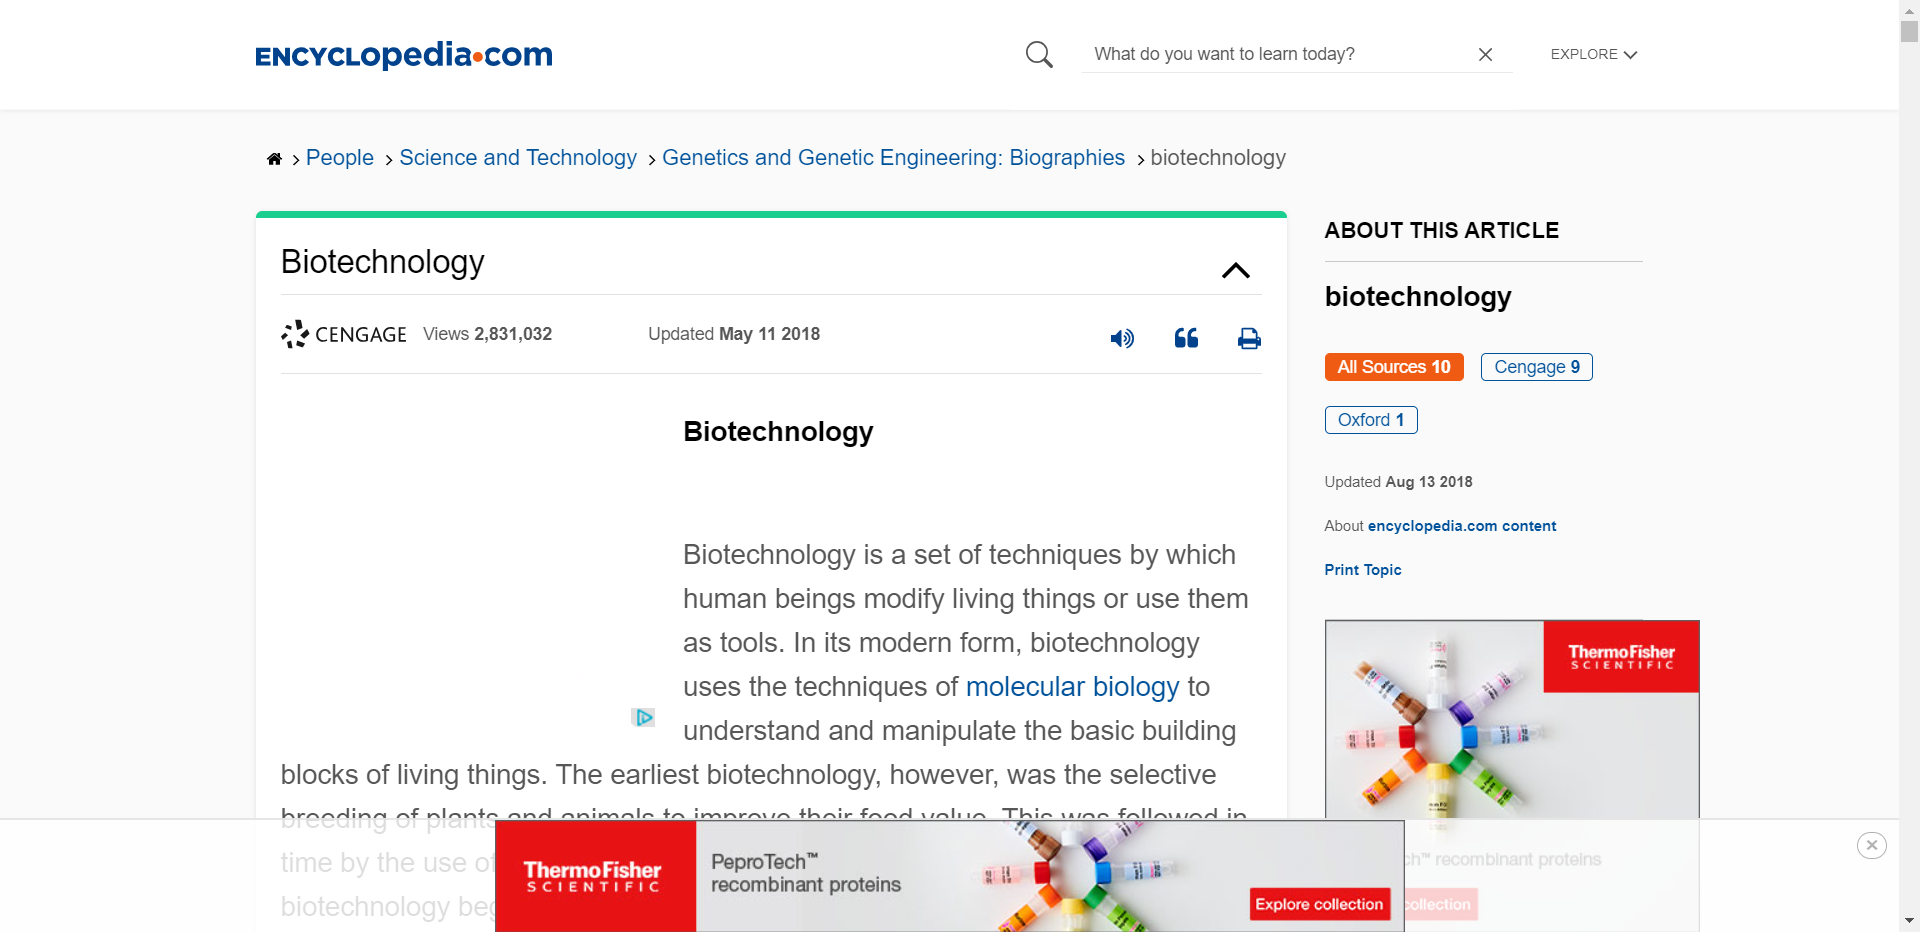 ENCYCLOpedia.com
What do you want to learn today?
EXPLORE
People
Science and Technology
Genetics and Genetic Engineering: Biographies
biotechnology
Biotechnology
CENGAGE
Views 2,831,032
Updated May 11 2018
Biotechnology
Biotechnology is a set of techniques by which
human beings modify living things or use them
as tools. In its modern form, biotechnology
uses the techniques of molecular biology to
understand and manipulate the basic building
blocks of living things. The earliest biotechnology, however, was the selective
breeding of plants and animals to improve their food value. This was followed in
time by the use of
biotechnology
ABOUT THIS ARTICLE
biotechnology
All Sources 10
Cengage 9
Oxford 1
Updated Aug 13 2018
About encyclopedia.com content
Print Topic
ThermoFisher
SCIENTIFIC
recombinant proteins
collection
ThermoFisher
SCIENTIFIC
PeproTech™
recombinant proteins
Explore collection